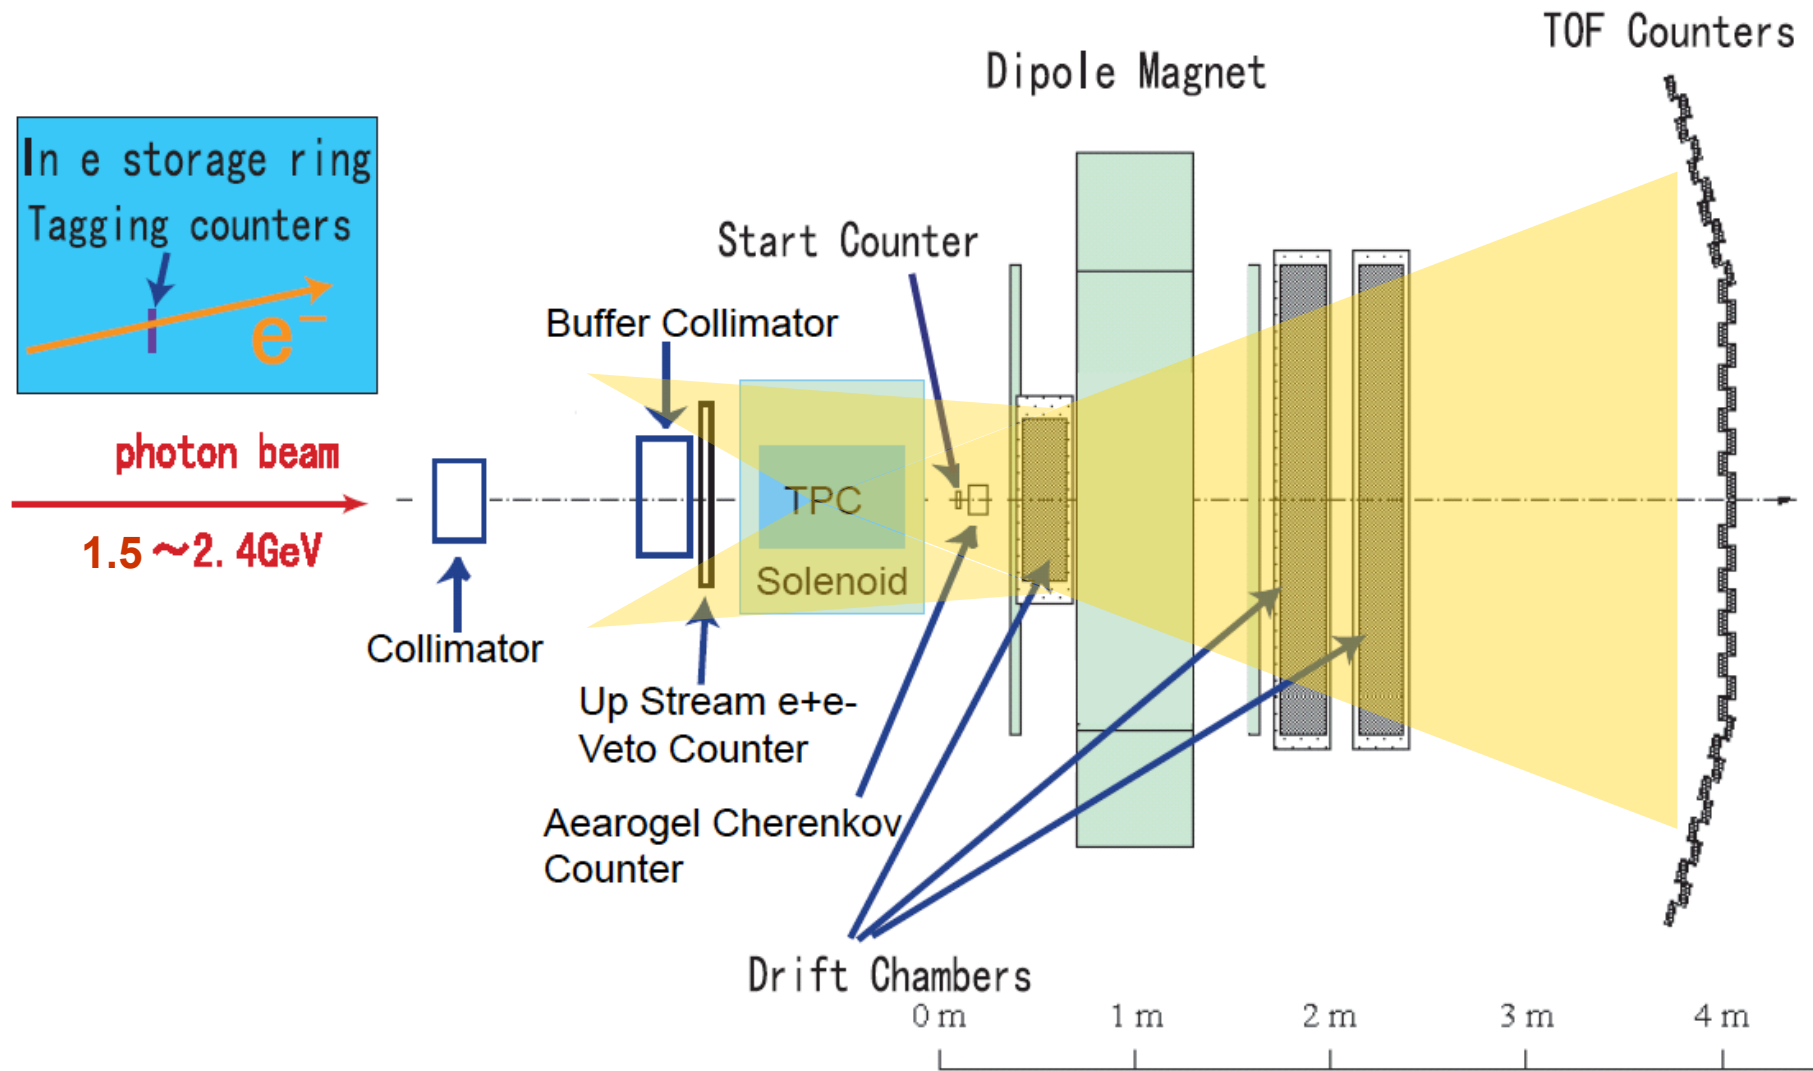 TOF Counters
Dipole Magnet
In e storage ring
Tagging counters
e−
Start Counter
Buffer Collimator
photon beam
1.5～2.4GeV
TPC
Solenoid
Collimator
Up Stream e+e-
Veto Counter
Aearogel Cherenkov
Counter
Drift Chambers
0 m 1 m 2 m 3 m 4 m